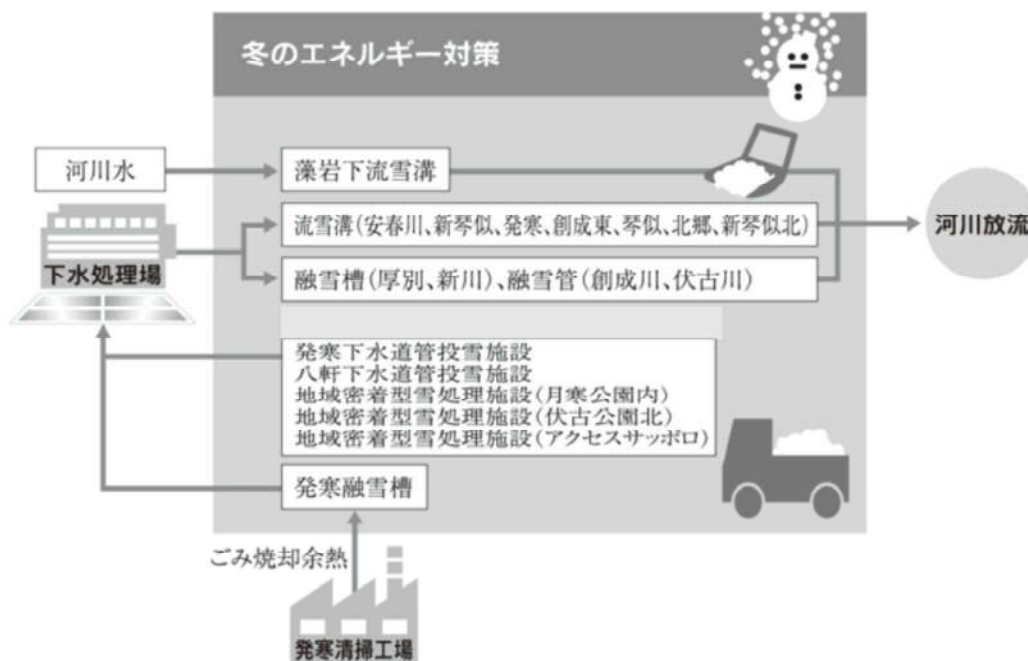 冬のエネルギー対策
河川水
藻岩下流雪溝
流雪溝(安春川、新琴似、発寒、創成東、琴似、北郷、新琴似北)
河川放流
下水処理場
融雪槽(厚別、新川)、融雪管(創成川、伏古川)
発寒下水道管投雪施設
八軒下水道管投雪施設
地域密着型雪処理施設(月寒公園内)
地域密着型雪処理施設(伏古公園北)
地域密着型雪処理施設(アクセスサッポロ)
発寒融雪槽
ごみ焼却余熱
発寒清掃工場